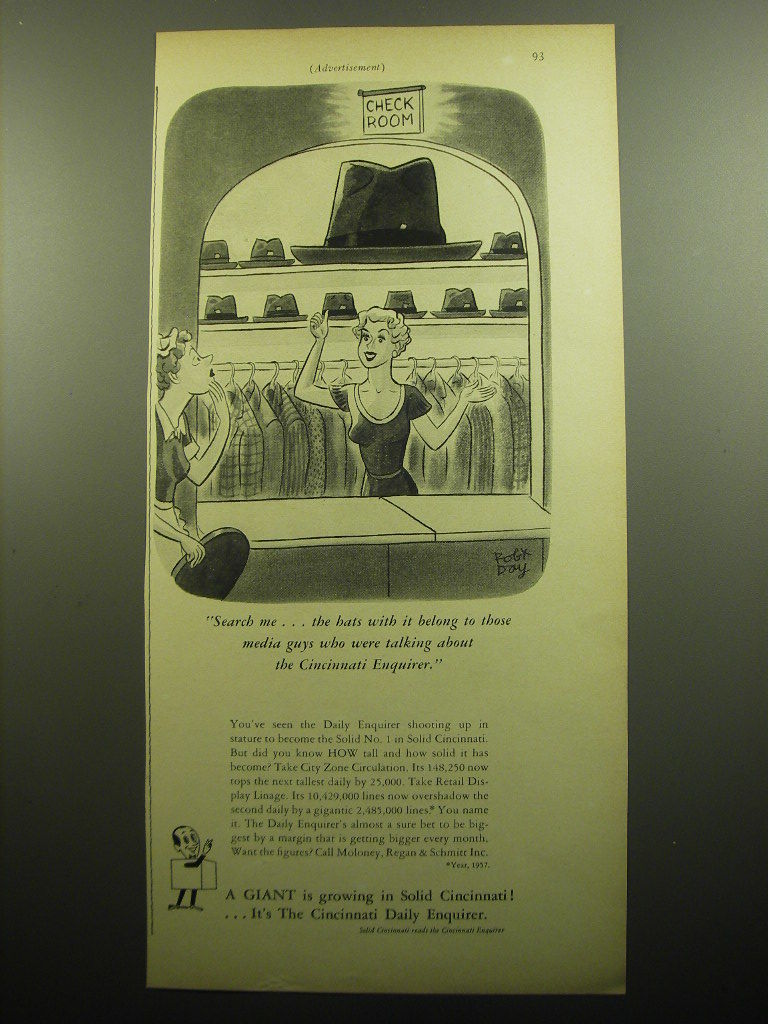 93
(Advertisement)
CHECK
ROOM
Robt
Day
"Search me . . . the hats with it belong to those
media guys who were talking about
the Cincinnati Enquirer."
You've seen the Daily Enquirer shooting up in
stature to become the Solid No. 1 in Solid Cincinnati.
But did you know HOW tall and how solid it has
become? Take City Zone Circulation. Its 148,250 now
tops the next tallest daily by 25,000. Take Retail Dis-
play Linage. Its 10,429,000 lines now overshadow the
second daily by a gigantic 2,485,000 lines.* You name
it. The Daily Enquirer's almost a sure bet to be big-
gest by a margin that is getting bigger every month.
Want the figures? Call Moloney, Regan & Schmitt Inc.
*Year, 1957.
A GIANT is growing in Solid Cincinnati!
. . . It's The Cincinnati Daily Enquirer.
Solid Cincinnati reads the Cincinnati Enquirer